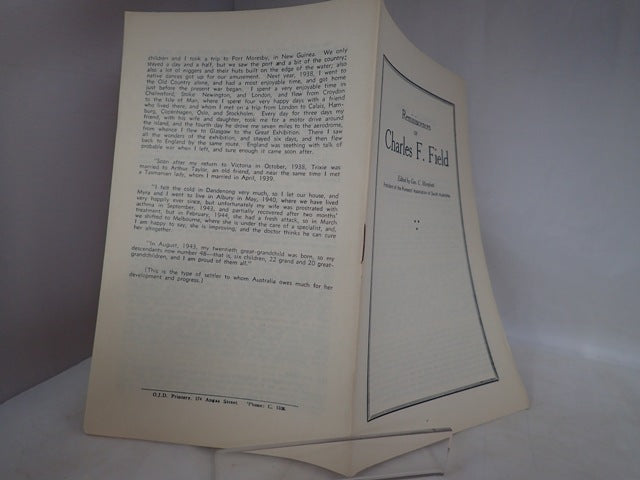 children and I took a trip to Port Moresby, in New Guinea. We only
stayed a day and a half, but we saw the port and a bit of the country;
also a lot of niggers and their huts built on the edge of the water; also
native dances got up for our amusement. Next year, 1938, I went to
the Old Country alone, and had a most enjoyable time, and got home
just before the present war began. I spent a very enjoyable time in
Chelmsford, Stoke Newington, and London, and flew from Croydon
to the Isle of Man, where I spent four very happy days with a friend
who lived there, and whom I met on a trip from London to Calais, Ham-
burg, Copenhagen, Oslo, and Stockholm. Every day for three days my
friend, with his wife and daughter, took me for a motor drive around
the island, and the fourth day he drove me seven miles to the aerodrome,
from whence I flew to Glasgow to the Great Exhibition. There I saw
all the wonders of the exhibition, and stayed six days, and then flew
back to England by the same route. England was seething with talk of
probable war when I left, and sure enough it came soon after.
"Soon after my return to Victoria in October, 1938, Trixie was
married to Arthur Taylor, an old friend, and near the same time I met
a Tasmanian lady, whom I married in April, 1939.
"I felt the cold in Dandenong very much, so I let our house, and
Myra and I went to live in Albury in May, 1940, where we have lived
very happily ever since, but unfortunately my wife was prostrated with
asthma in September, 1943, and partially recovered after two months'
treatment, but in February, 1944, she had a fresh attack, so in March
we shifted to Melbourne, where she is under the care of a specialist, and,
I am happy to say, she is improving, and the doctor thinks he can cure
her altogether.
"In August, 1943, my twentieth great-grandchild was born, so my
descendants now number 48—that is, six children, 22 grand and 20 great-
grandchildren, and I am proud of them all."
(This is the type of settler to whom Australia owes much for her
development and progress.)
O.J.D. Printers, 174 Angas Street. 'Phone: C.
Reminiscences
OF
Charles F. Field
Edited by Geo. C.
Association of South Australia